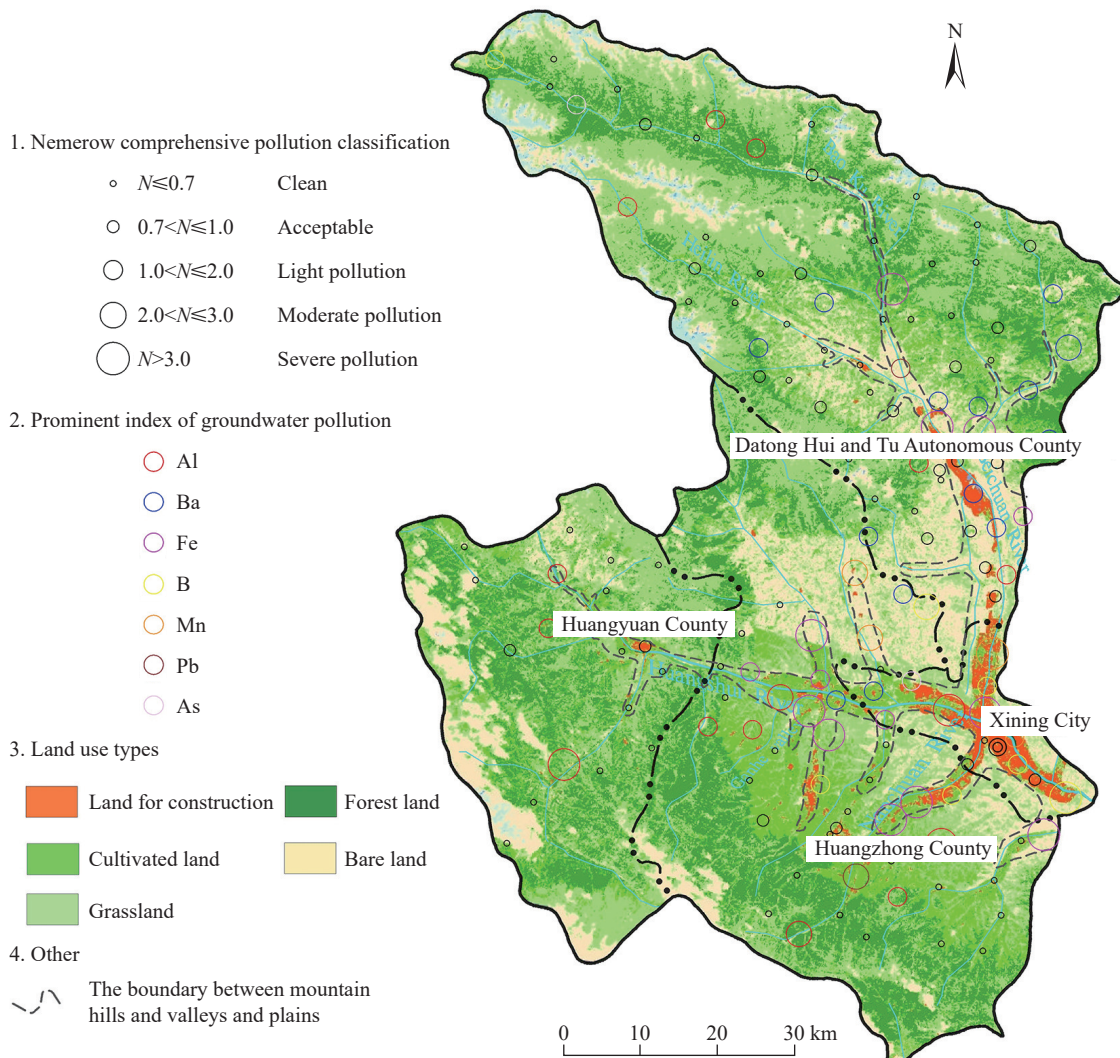 N
1. Nemerow comprehensive pollution classification
N≤0.7 Clean
0.7<N≤1.0 Acceptable
1.0<N≤2.0 Light pollution
2.0<N≤3.0 Moderate pollution
N>3.0 Severe pollution
2. Prominent index of groundwater pollution
Al
Ba
Fe
B
Mn
Pb
As
3. Land use types
Land for construction
Forest land
Cultivated land
Bare land
Grassland
4. Other
The boundary between mountain
hills and valleys and plains
Datong Hui and Tu Autonomous County
Huangyuan County
Xining City
Huangzhong County
River
River
0 10 20 30 km